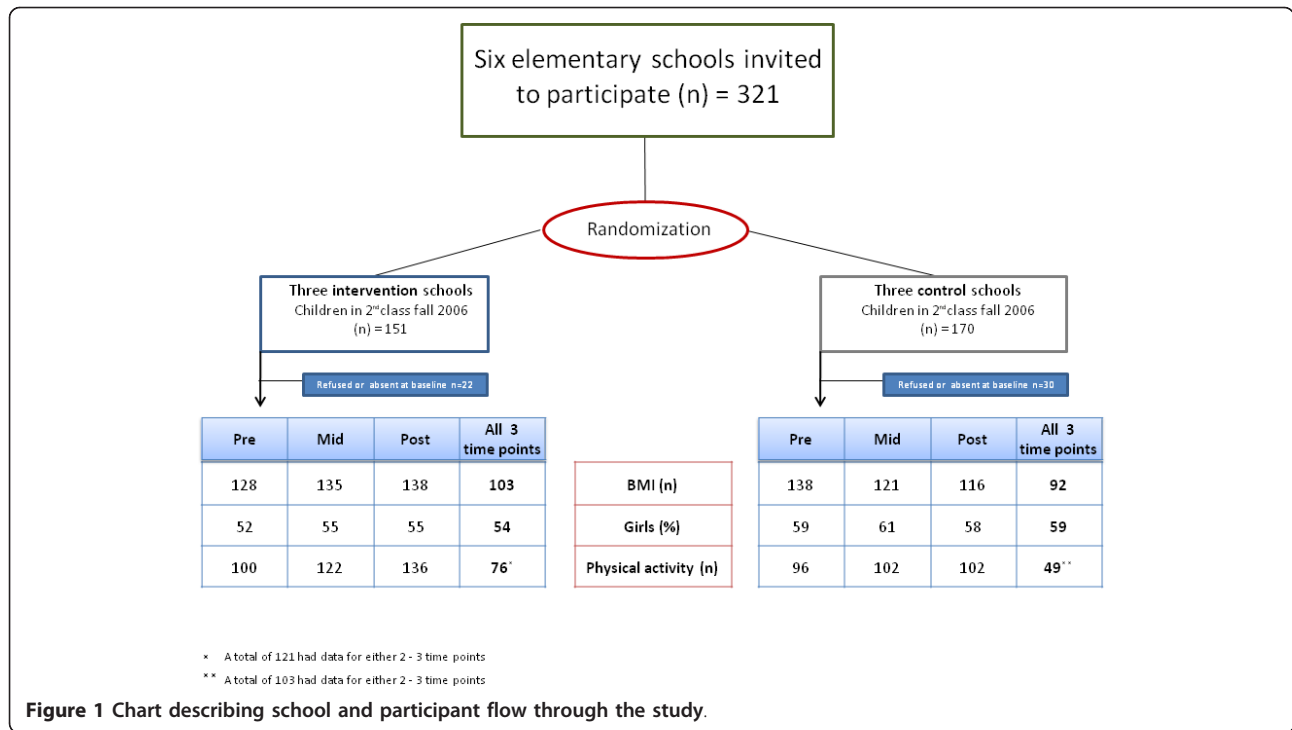 Six elementary schools invited
to participate (n) = 321
Randomization
Three intervention schools
Children in 2nd class fall 2006
(n) = 151
Three control schools
Children in 2nd class fall 2006
(n) = 170
Refused or absent at baseline n=22
Refused or absent at baseline n=30
Pre Mid Post All 3
time points
128 135 138 103
52 55 55 54
100 122 136 76*
BMI (n)
Girls (%)
Physical activity (n)
Pre Mid Post All 3
time points
138 121 116 92
59 61 58 59
96 102 102 49**
* A total of 121 had data for either 2 - 3 time points
** A total of 103 had data for either 2 - 3 time points
Figure 1 Chart describing school and participant flow through the study.